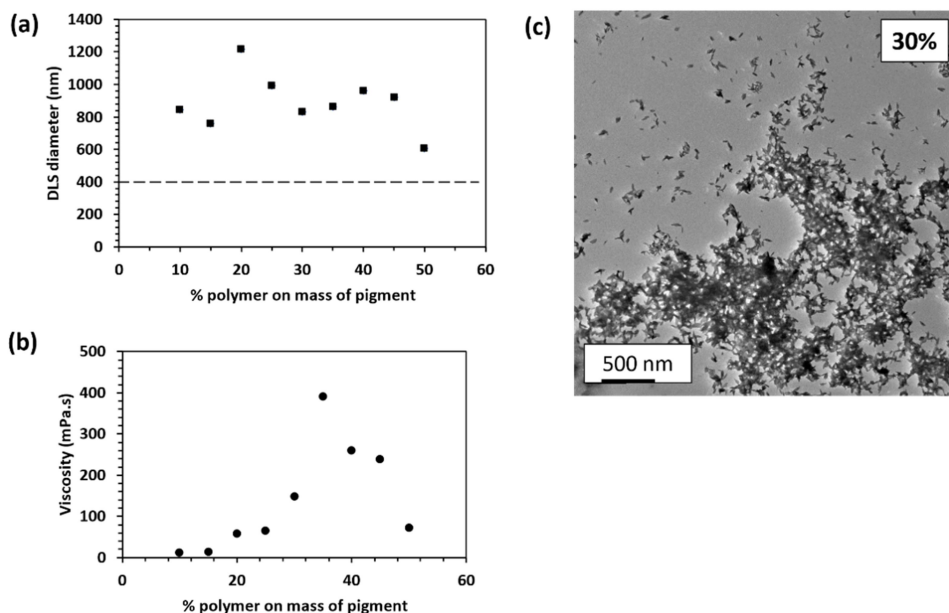 (a)
1400
1200
1000
800
600
400
200
0
DLS diameter (nm)
0 10 20 30 40 50 60
% polymer on mass of pigment
(b)
500
400
300
200
100
0
Viscosity (mPa.s)
0 20 40 60
% polymer on mass of pigment
(c)
30%
500 nm